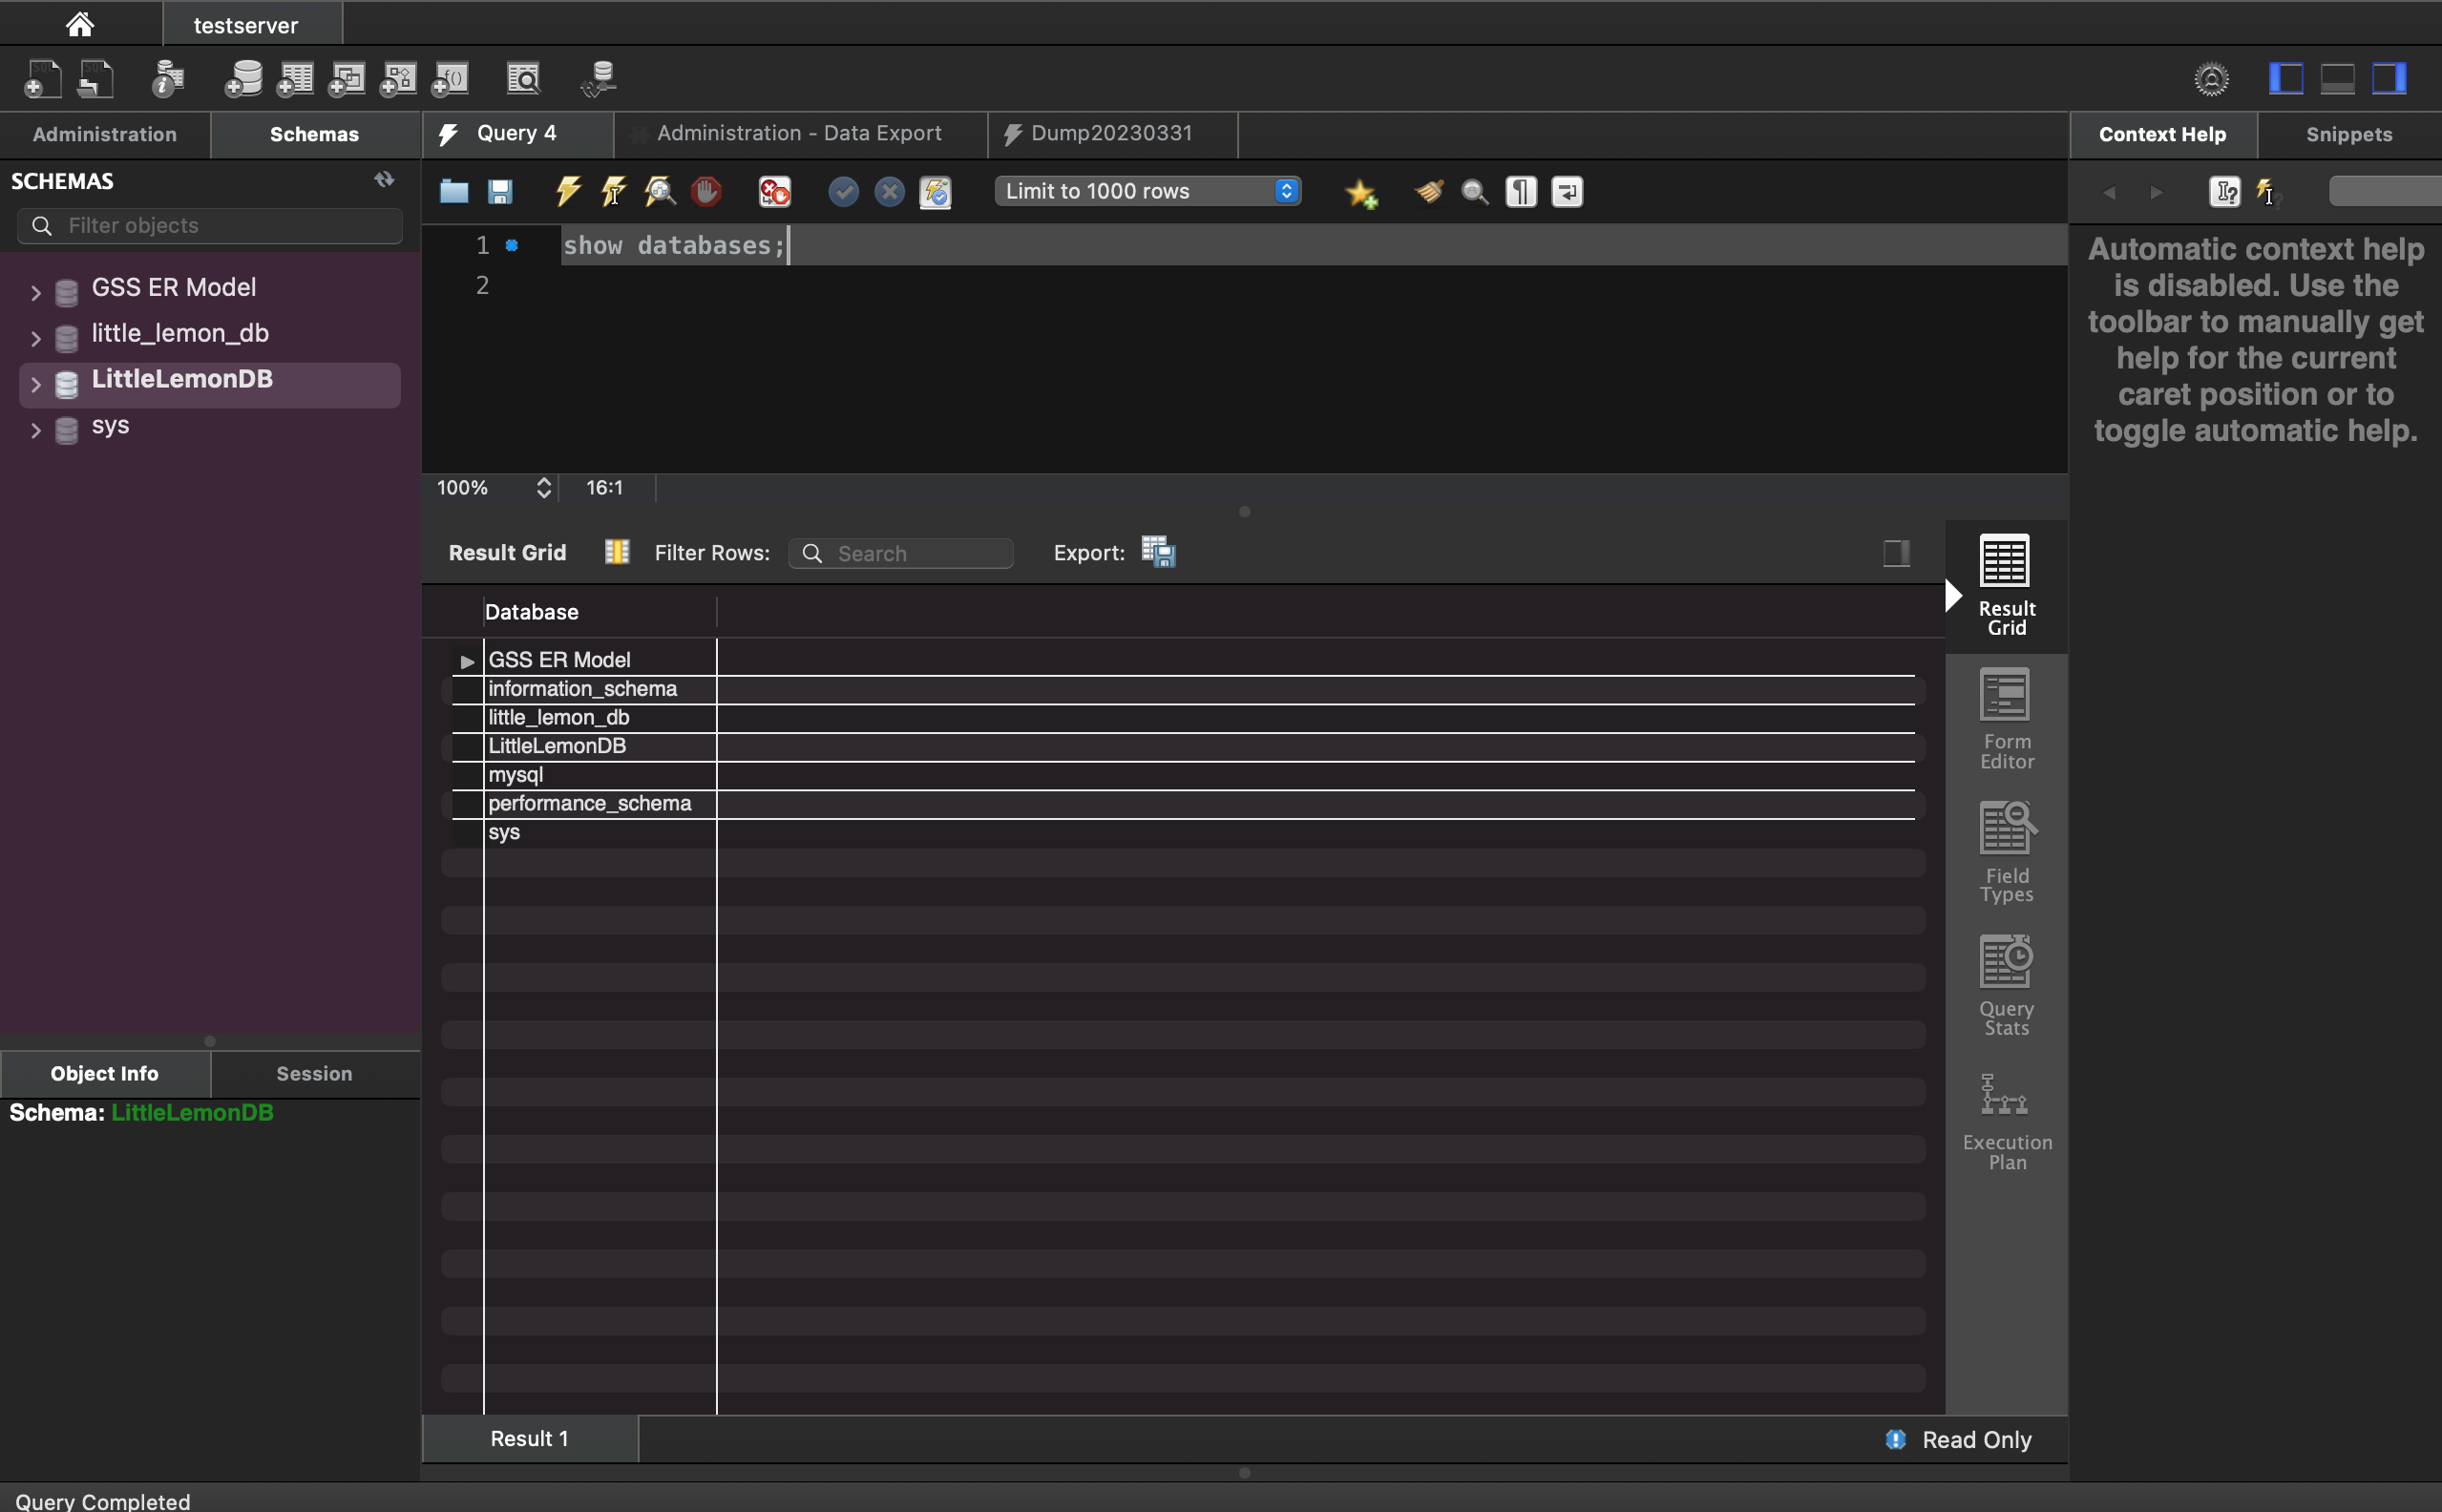 testserver
Administration
Schemas
Query 4
Administration - Data Export
Dump20230331
Context Help
Snippets
SCHEMAS
Filter objects
Limit to 1000 rows
1
show databases;
2
GSS ER Model
little_lemon_db
LittleLemonDB
sys
Automatic context help
is disabled. Use the
toolbar to manually get
help for the current
caret position or to
toggle automatic help.
100%
16:1
Result Grid
Filter Rows:
Search
Export:
Database
GSS ER Model
information_schema
little_lemon_db
LittleLemonDB
mysql
performance_schema
sys
Result
Grid
Form
Editor
Field
Types
Query
Stats
Execution
Plan
Object Info
Session
Schema: LittleLemonDB
Result 1
Read Only
Query Completed